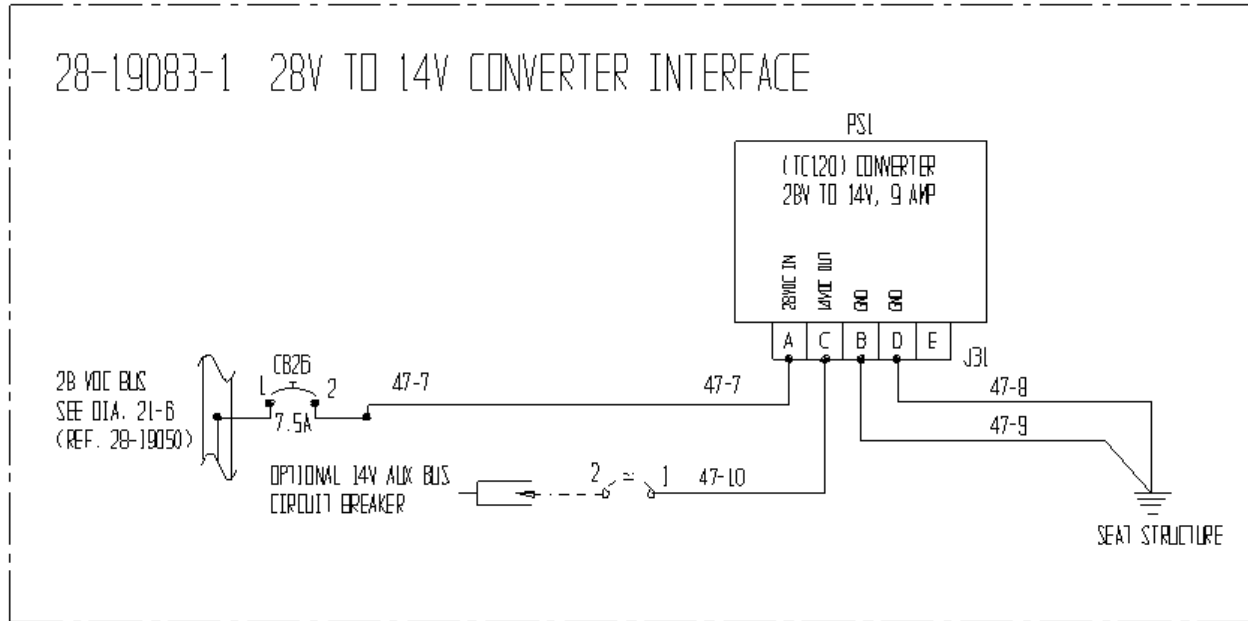 28-19083-1 28V TO 14V CONVERTER INTERFACE
PS1
(TC120) CONVERTER
28V TO 14V, 9 AMP
28VDC IN
14VDC OUT
GND
GND
A C B D E
J31
28 VDC BUS
SEE DIA. 21-6
(REF. 28-19050)
CB26
1 2
7.5A
47-7
47-7
47-8
47-9
OPTIONAL 14V AUX BUS
CIRCUIT BREAKER
2 1
47-10
SEAT STRUCTURE